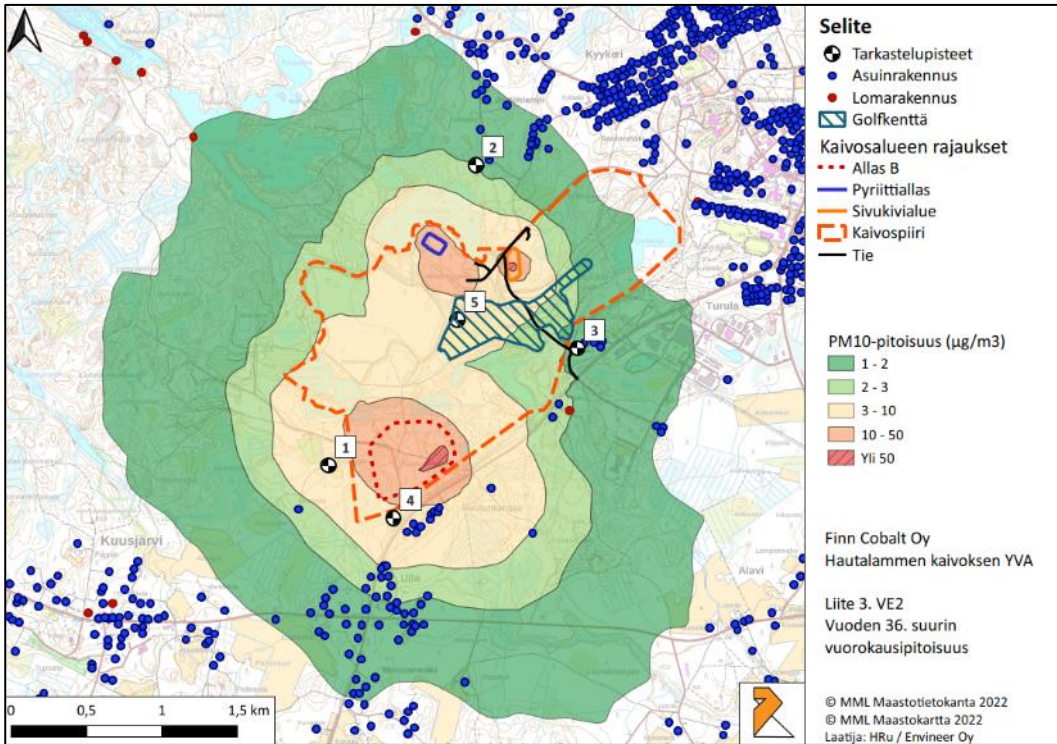 Selite
Tarkastelupisteet
Asuinrakennus
Lomarakennus
Golfkenttä
Kaivosalueen rajaukset
Allas B
Pyriittiallas
Sivukivialue
Kaivospiiri
Tie
PM10-pitoisuus (µg/m3)
1 - 2
2 - 3
3 - 10
10 - 50
Yli 50
Finn Cobalt Oy
Hautalammen kaivoksen YVA
Liite 3. VE2
Vuoden 36. suurin
vuorokausipitoisuus
© MML Maastotietokanta 2022
© MML Maastokartta 2022
Laatija: HRu / Envineer Oy
Kyykeri
2
5
3
Turula
1
4
Kuusjärvi
Ulla
Alavi
0
0,5
1
1,5 km